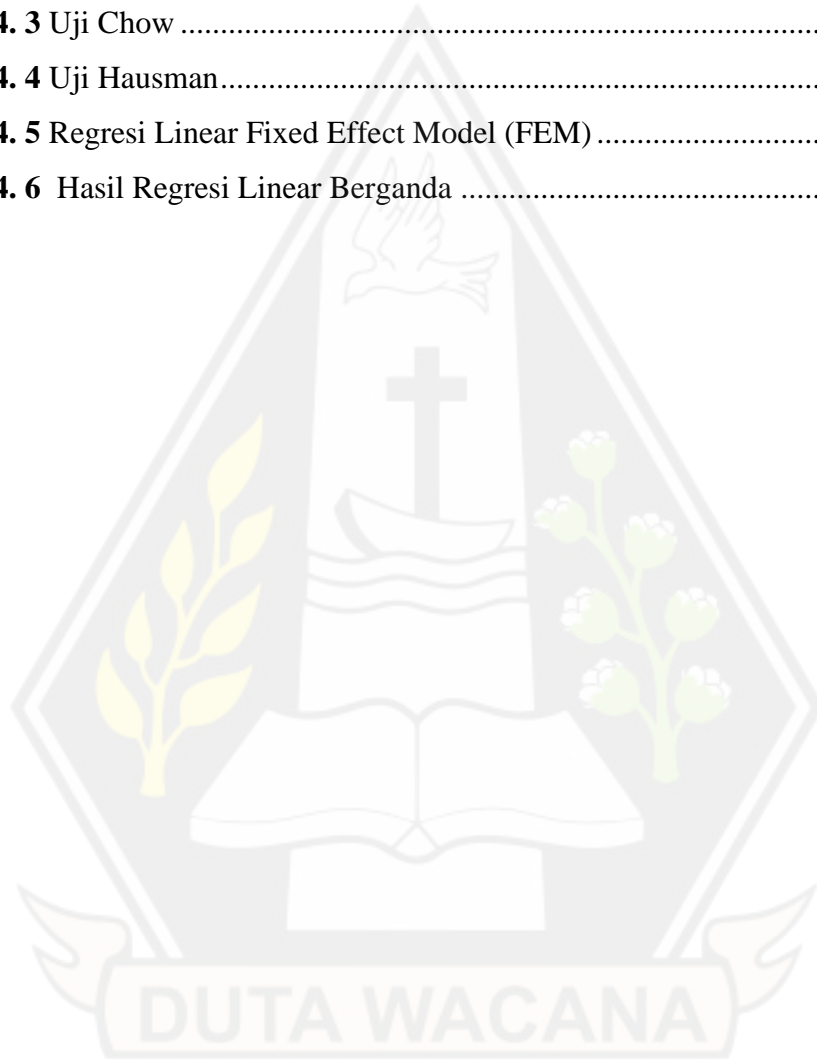 4. 3 Uji Chow ................................................................................
4. 4 Uji Hausman...........................................................................
4. 5 Regresi Linear Fixed Effect Model (FEM) ............................
4. 6 Hasil Regresi Linear Berganda .............................................
DUTA WACANA